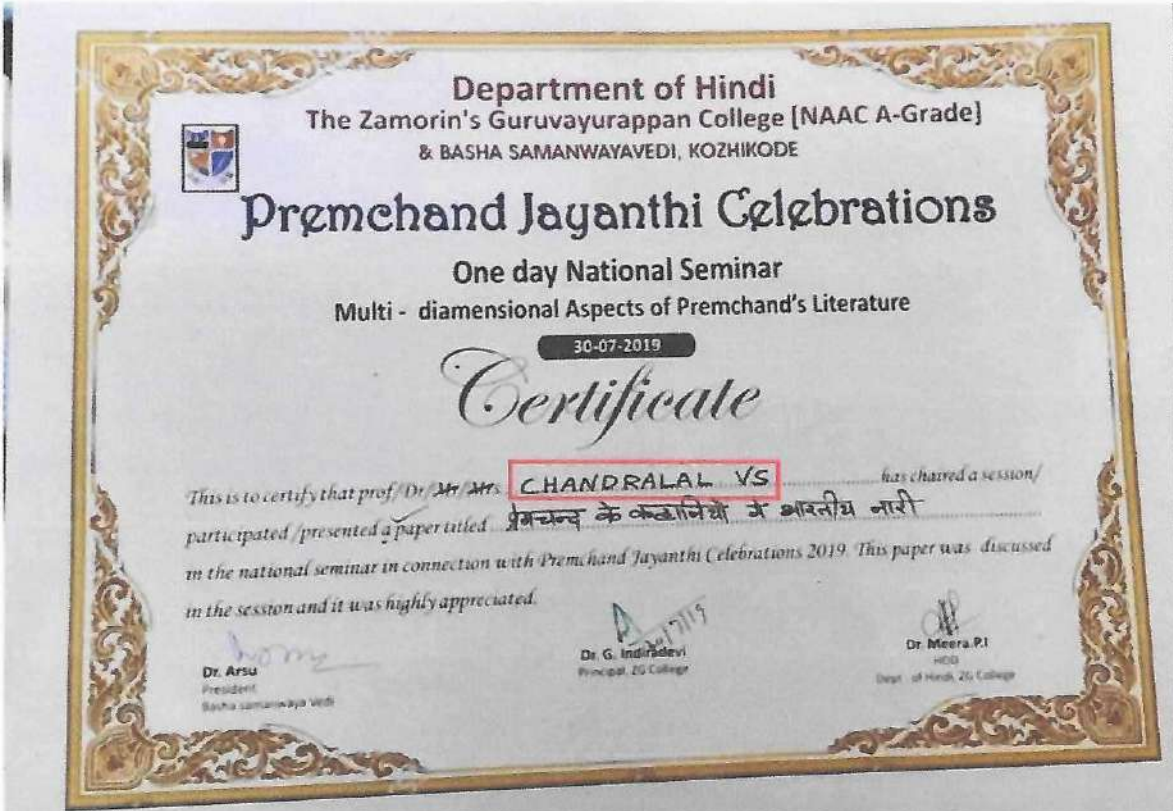 Department of Hindi
The Zamorin's Guruvayurappan College [NAAC A-Grade]
& BASHA SAMANWAYAVEDI, KOZHIKODE
Premchand Jayanthi Celebrations
One day National Seminar
Multi - diamensional Aspects of Premchand's Literature
30-07-2019
Certificate
This is to certify that prof/Dr/Mr/Mrs CHANDRALAL VS has chaired a session/
participated/presented a paper titled प्रेमचन्द के कहानियों में भारतीय नारी
in the national seminar in connection with Premchand Jayanthi Celebrations 2019. This paper was discussed
in the session and it was highly appreciated.
Dr. Arsu
President
Basha samanwaya Vedi
Dr. G. Indiradevi
Principal, ZG College
Dr. Meera.P.I
HOD
Dept. of Hindi, ZG College